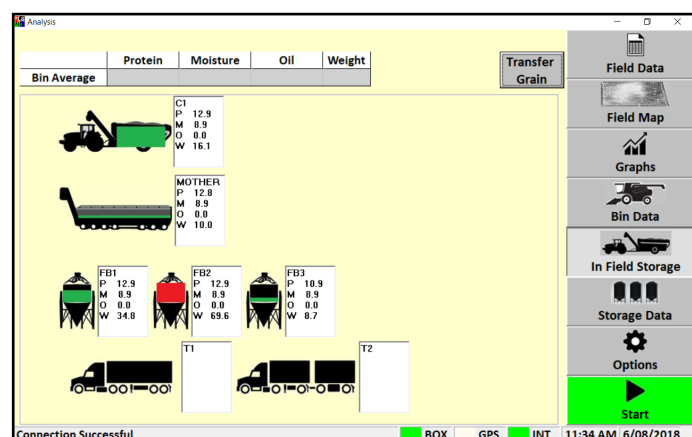 Analysis
Protein Moisture Oil Weight
Bin Average
Transfer
Grain
C1
P 12.9
M 8.9
O 0.0
W 16.1
MOTHER
P 12.8
M 8.9
O 0.0
W 10.0
FB1
P 12.9
M 8.9
O 0.0
W 34.8
FB2
P 12.9
M 8.9
O 0.0
W 69.6
FB3
P 10.9
M 8.9
O 0.0
W 8.7
T1
T2
Field Data
Field Map
Graphs
Bin Data
In Field Storage
Storage Data
Options
Start
Connection Successful. BOX GPS INT 11:34 AM 6/08/2018